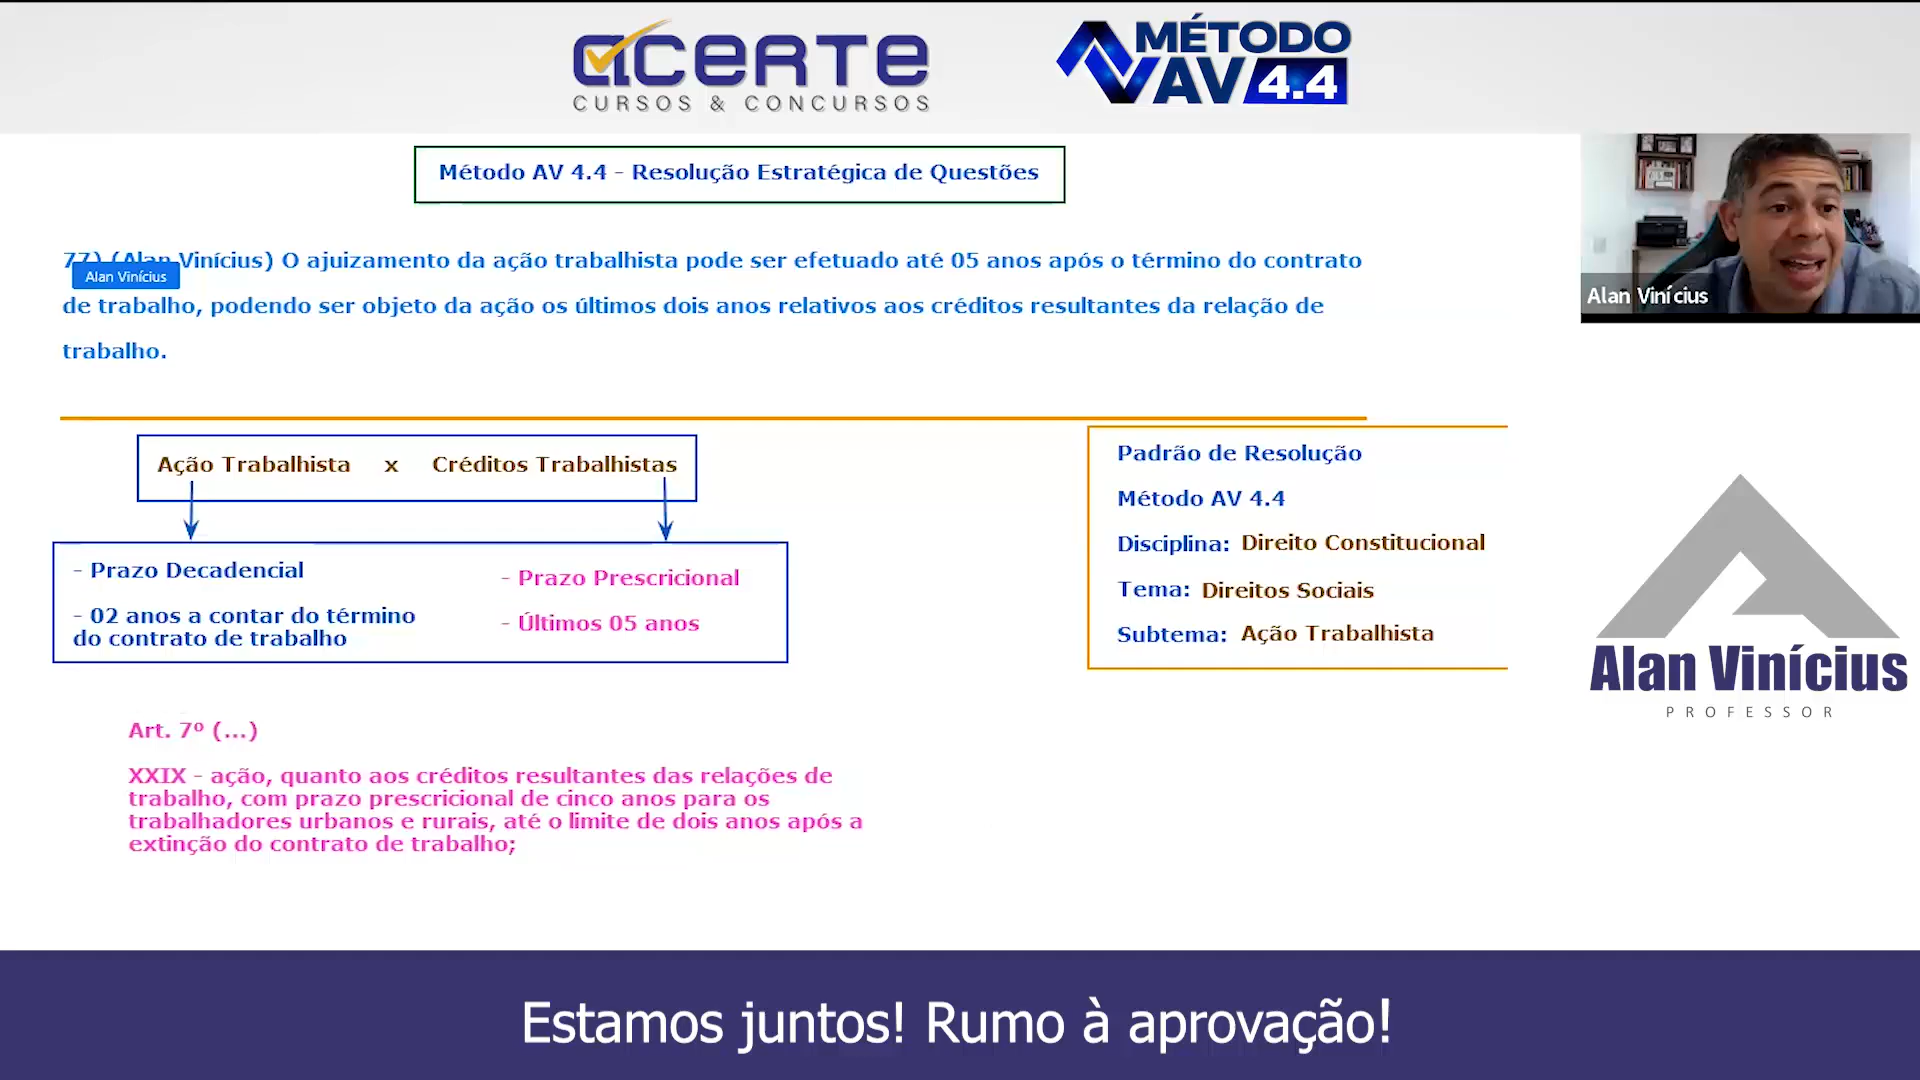 acerte
CURSOS & CONCURSOS
MÉTODO
AV 4.4
Método AV 4.4 - Resolução Estratégica de Questões
77) (Alan Vinícius) O ajuizamento da ação trabalhista pode ser efetuado até 05 anos após o término do contrato
Alan Vinícius
de trabalho, podendo ser objeto da ação os últimos dois anos relativos aos créditos resultantes da relação de
trabalho.
Alan Vinícius
Ação Trabalhista x Créditos Trabalhistas
- Prazo Decadencial
- 02 anos a contar do término
do contrato de trabalho
- Prazo Prescricional
- Últimos 05 anos
Padrão de Resolução
Método AV 4.4
Disciplina: Direito Constitucional
Tema: Direitos Sociais
Subtema: Ação Trabalhista
Alan Vinícius
PROFESSOR
Art. 7º (...)
XXIX - ação, quanto aos créditos resultantes das relações de
trabalho, com prazo prescricional de cinco anos para os
trabalhadores urbanos e rurais, até o limite de dois anos após a
extinção do contrato de trabalho;
Estamos juntos! Rumo à aprovação!